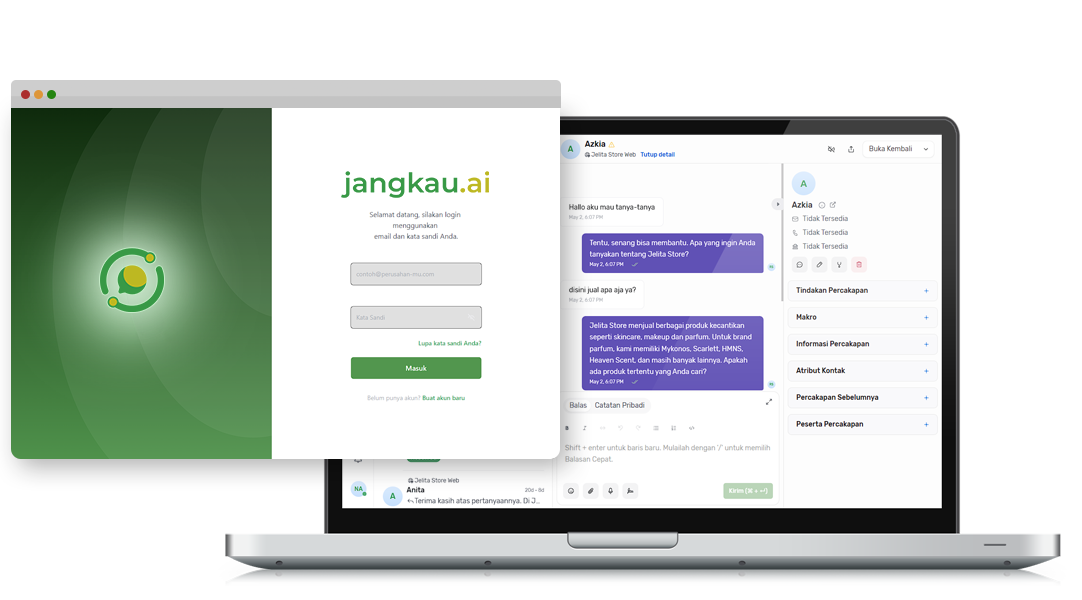 jangkau.ai
Selamat datang, silakan login
menggunakan
email dan kata sandi Anda.
contoh@perusahan-mu.com
Kata Sandi
Lupa kata sandi Anda?
Masuk
Belum punya akun? Buat akun baru
A
Azkia
Jelita Store Web Tutup detail
Buka Kembali
Hallo aku mau tanya-tanya
May 2, 6:07 PM
Tentu, senang bisa membantu. Apa yang ingin Anda
tanyakan tentang Jelita Store?
May 2, 6:07 PM
disini jual apa aja ya?
May 2, 6:07 PM
Jelita Store menjual berbagai produk kecantikan
seperti skincare, makeup dan parfum. Untuk brand
parfum, kami memiliki Mykonos, Scarlett, HMNS,
Heaven Scent, dan masih banyak lainnya. Apakah
ada produk tertentu yang Anda cari?
May 2, 6:07 PM
Balas Catatan Pribadi
Shift + enter untuk baris baru. Mulailah dengan '/' untuk memilih
Balasan Cepat.
Kirim (⌘ + ↵)
A
Azkia
Tidak Tersedia
Tidak Tersedia
Tidak Tersedia
Tindakan Percakapan +
Makro +
Informasi Percakapan +
Atribut Kontak +
Percakapan Sebelumnya +
Peserta Percakapan +
NA
A
Jelita Store Web
Anita
20d • 8d
Terima kasih atas pertanyaannya. Di J...